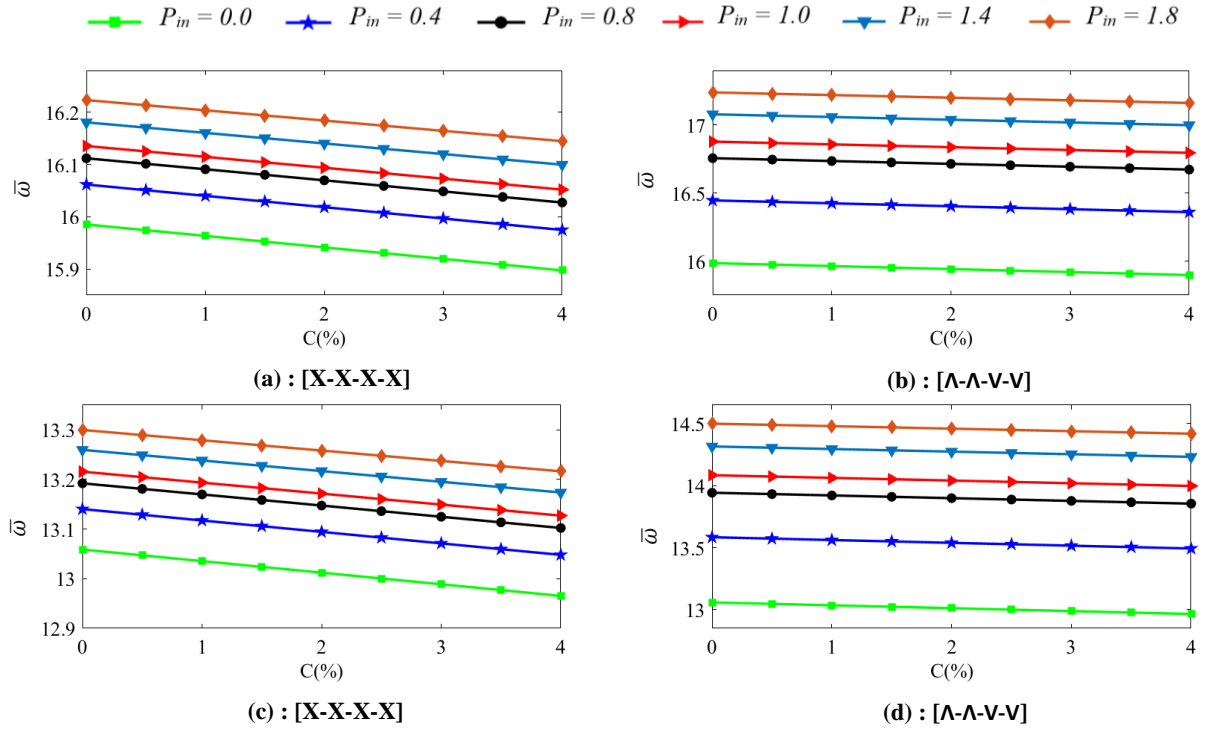 P_in = 0.0 P_in = 0.4 P_in = 0.8 P_in = 1.0 P_in = 1.4 P_in = 1.8
16.2
16.1
16
15.9
ω̅
0 1 2 3 4
C(%)
(a) : [X-X-X-X]
17
16.5
16
ω̅
0 1 2 3 4
C(%)
(b) : [Λ-Λ-V-V]
13.3
13.2
13.1
13
12.9
ω̅
0 1 2 3 4
C(%)
(c) : [X-X-X-X]
14.5
14
13.5
13
ω̅
0 1 2 3 4
C(%)
(d) : [Λ-Λ-V-V]